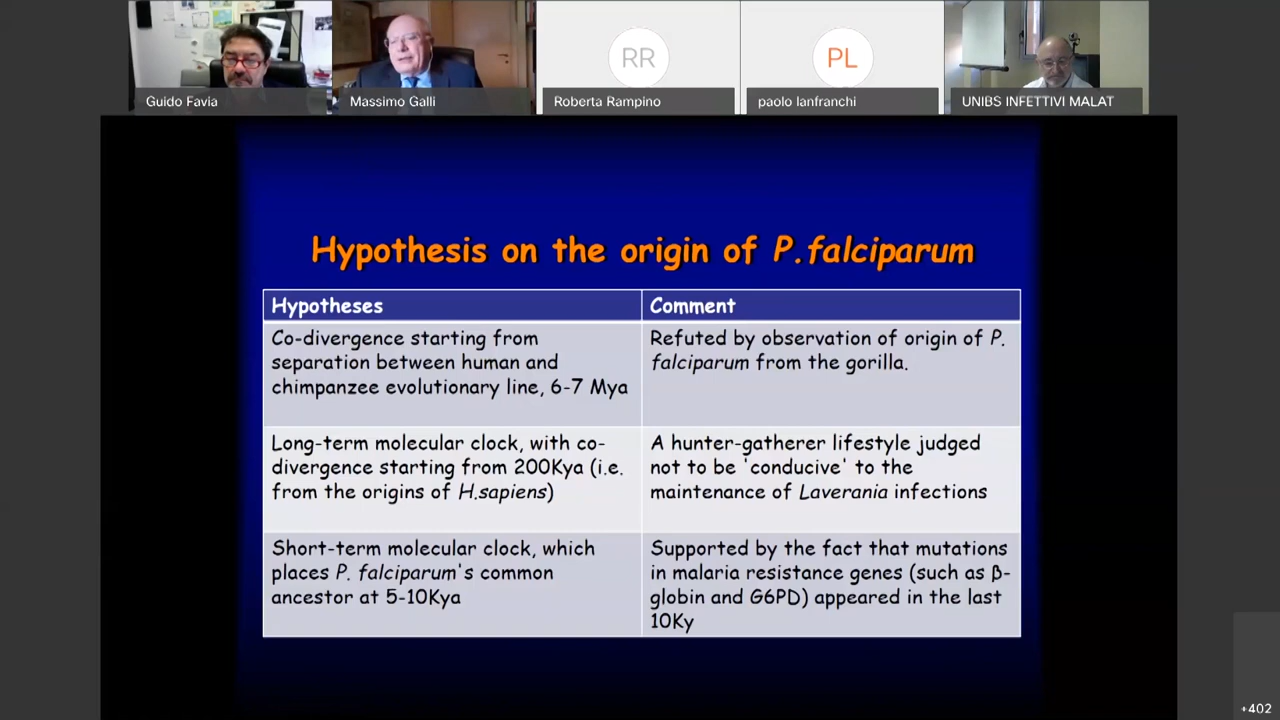 RR
PL
Guido Favia
Massimo Galli
Roberta Rampino
paolo lanfranchi
UNIBS INFETTIVI MALAT
Hypothesis on the origin of P.falciparum
Hypotheses
Comment
Co-divergence starting from
separation between human and
chimpanzee evolutionary line, 6-7 Mya
Refuted by observation of origin of P.
falciparum from the gorilla.
Long-term molecular clock, with co-
divergence starting from 200Kya (i.e.
from the origins of H.sapiens)
A hunter-gatherer lifestyle judged
not to be 'conducive' to the
maintenance of Laverania infections
Short-term molecular clock, which
places P. falciparum's common
ancestor at 5-10Kya
Supported by the fact that mutations
in malaria resistance genes (such as β-
globin and G6PD) appeared in the last
10Ky
+402